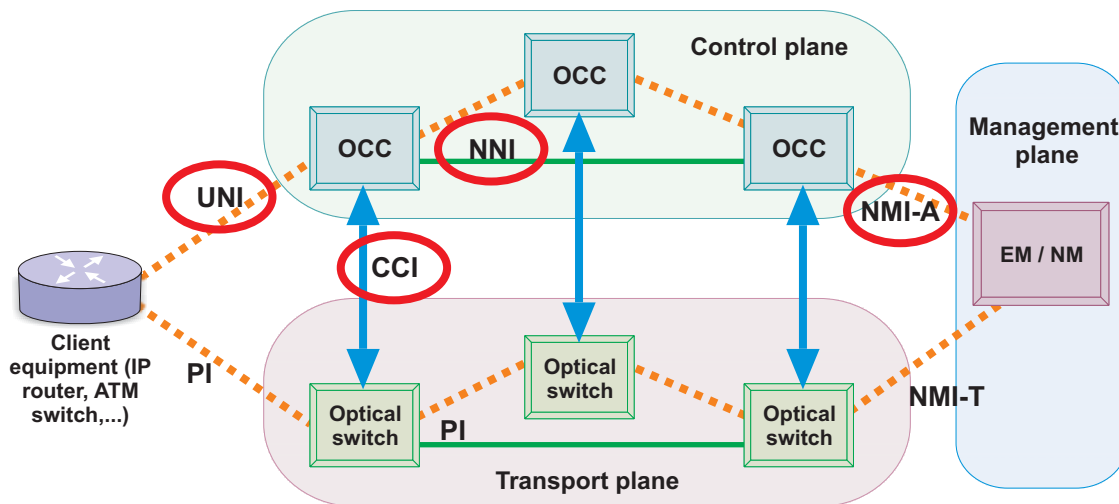 Control plane
OCC
OCC
OCC
NNI
UNI
CCI
NMI-A
Management
plane
EM / NM
Client
equipment (IP
router, ATM
switch,...)
PI
Optical
switch
Optical
switch
Optical
switch
PI
NMI-T
Transport plane